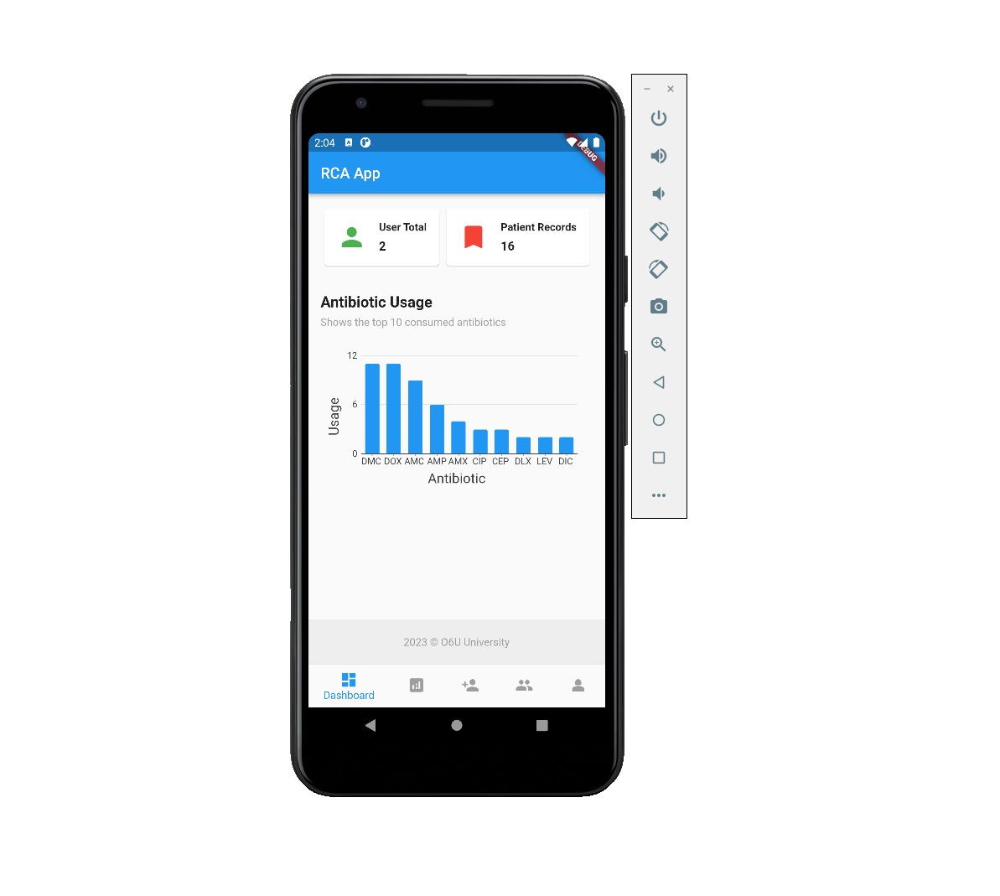 2:04
DEBUG
RCA App
User Total
2
Patient Records
16
Antibiotic Usage
Shows the top 10 consumed antibiotics
12
6
0
Usage
DMC DOX AMC AMP AMX CIP CEP DLX LEV DIC
Antibiotic
2023 © O6U University
Dashboard